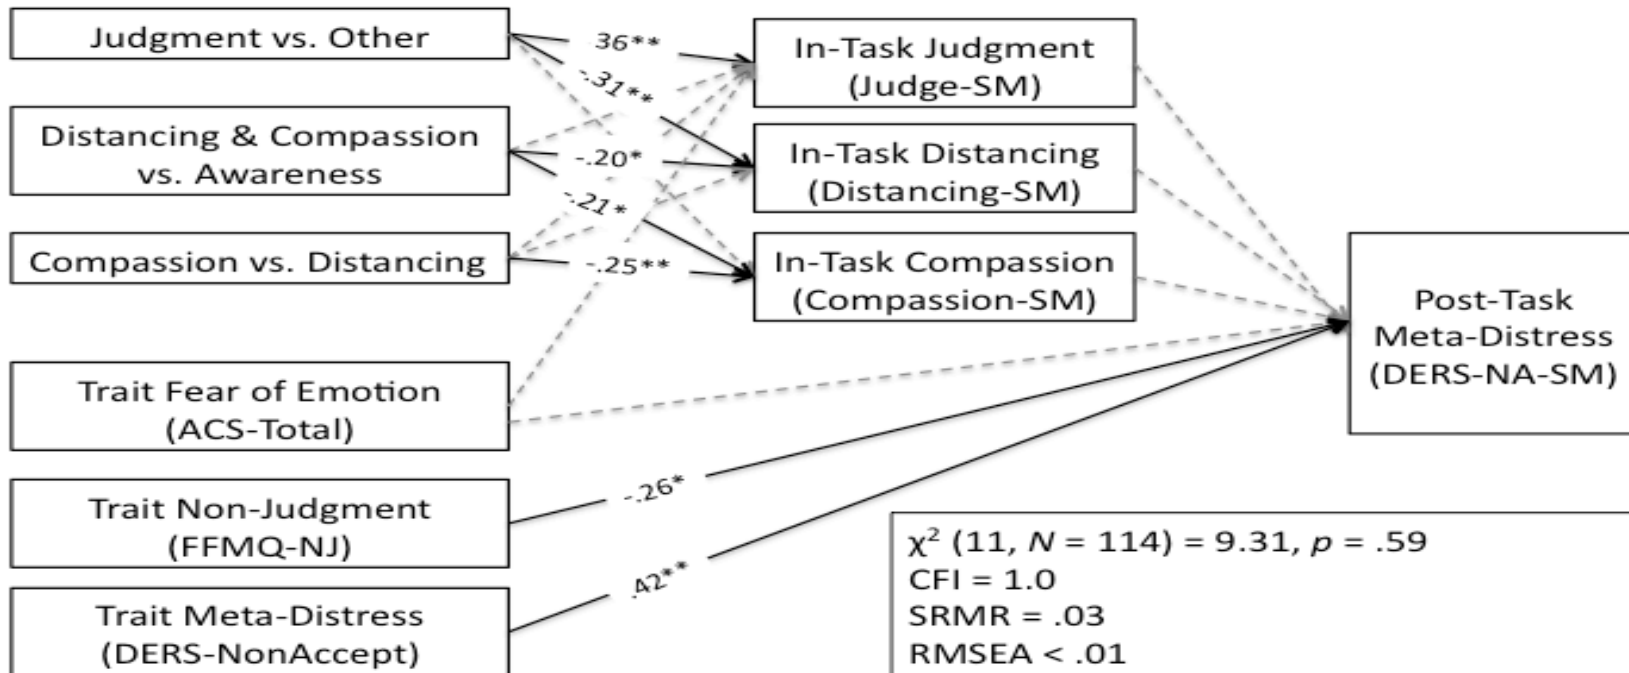 Judgment vs. Other
Distancing & Compassion
vs. Awareness
Compassion vs. Distancing
Trait Fear of Emotion
(ACS-Total)
Trait Non-Judgment
(FFMQ-NJ)
Trait Meta-Distress
(DERS-NonAccept)
.36**
-.31**
-.20*
-.21*
-.25**
-.26*
.42**
In-Task Judgment
(Judge-SM)
In-Task Distancing
(Distancing-SM)
In-Task Compassion
(Compassion-SM)
Post-Task
Meta-Distress
(DERS-NA-SM)
χ² (11, N = 114) = 9.31, p = .59
CFI = 1.0
SRMR = .03
RMSEA < .01